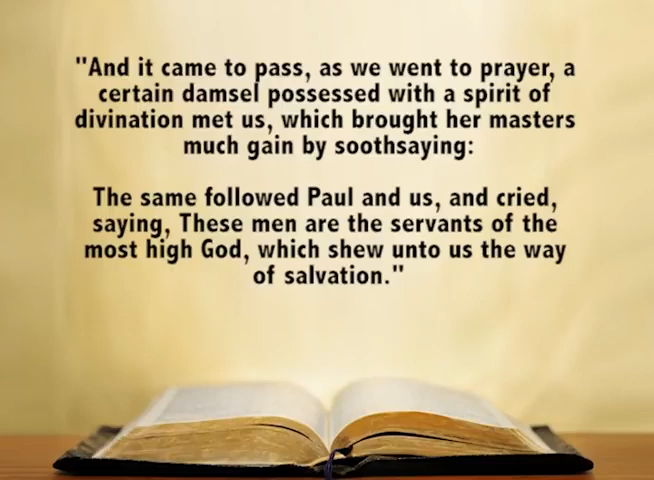 "And it came to pass, as we went to prayer, a
certain damsel possessed with a spirit of
divination met us, which brought her masters
much gain by soothsaying:
The same followed Paul and us, and cried,
saying, These men are the servants of the
most high God, which shew unto us the way
of salvation."